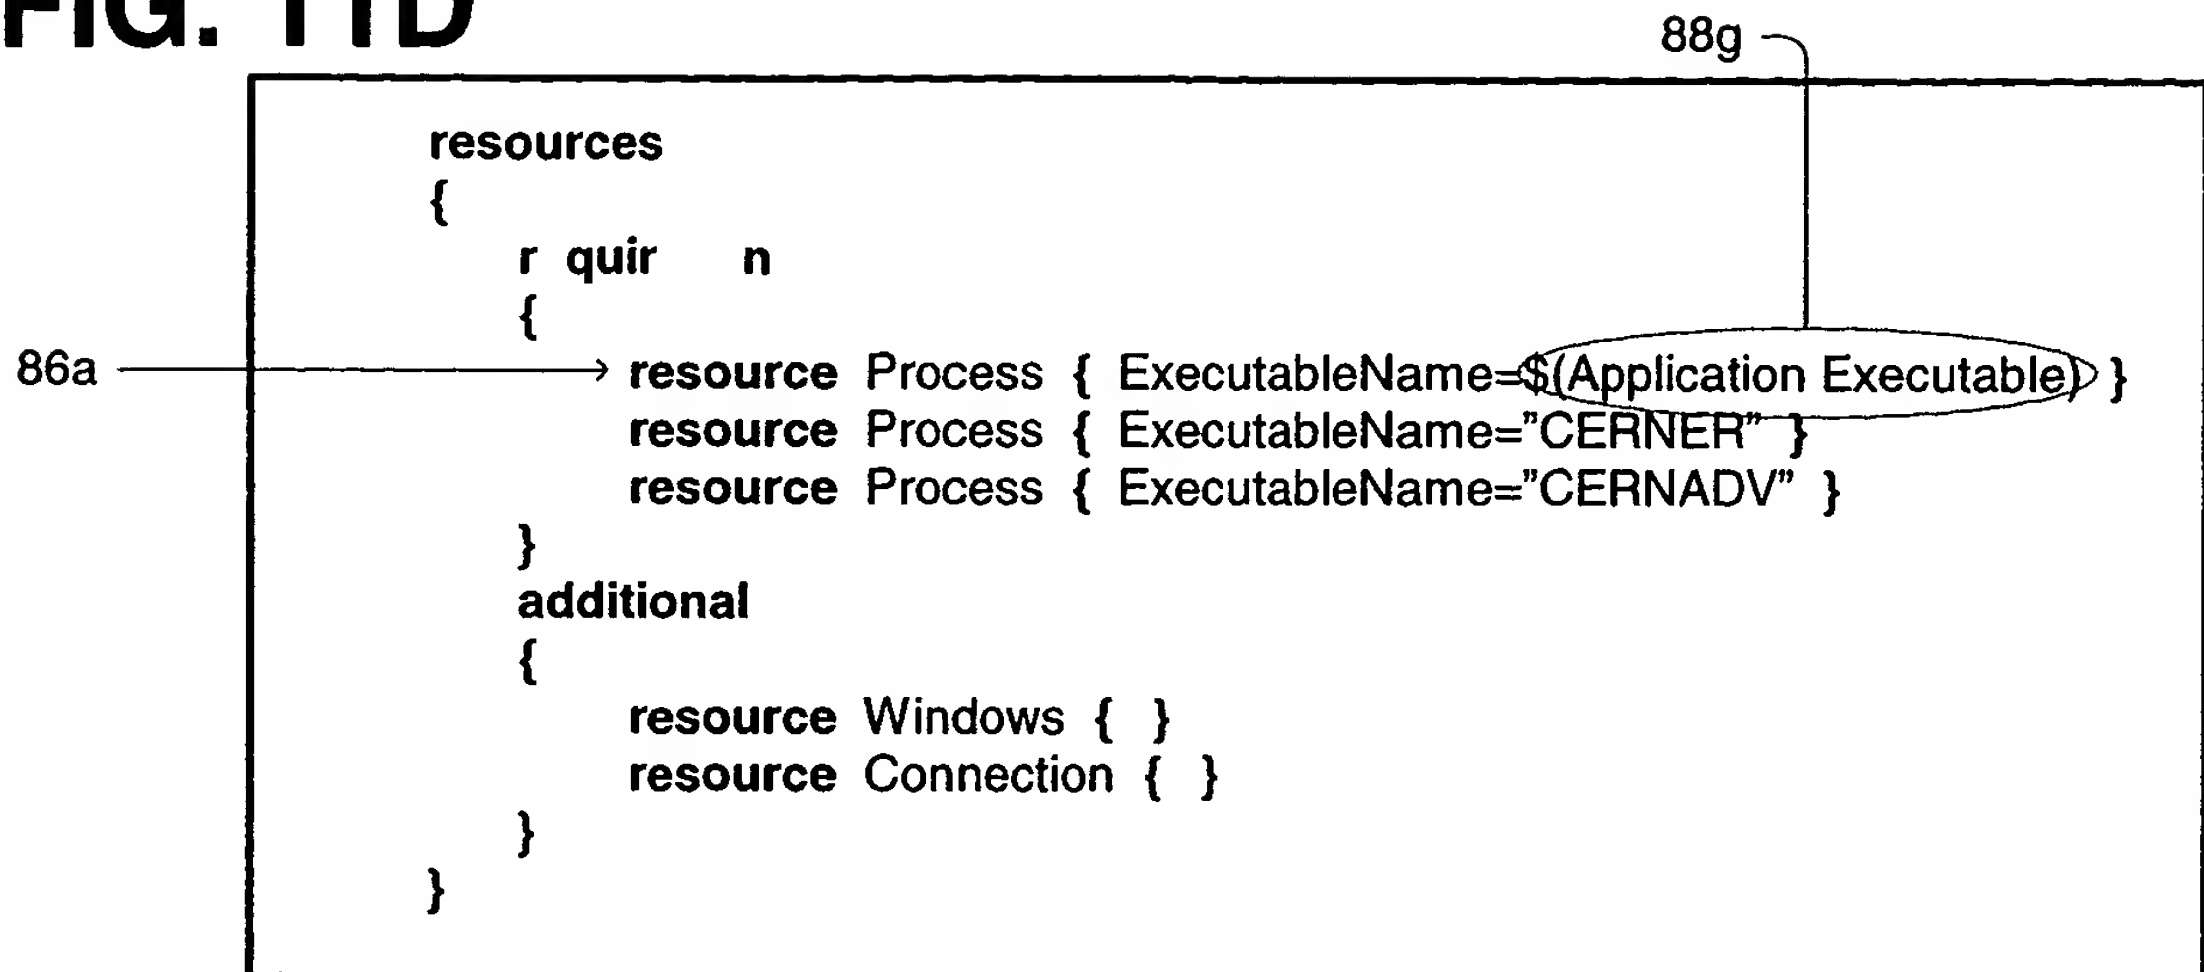 FIG. 11D
88g
resources
{
r quir n
{
86a resource Process { ExecutableName=$(Application Executable) }
resource Process { ExecutableName=”CERNER” }
resource Process { ExecutableName=”CERNADV” }
}
additional
{
resource Windows { }
resource Connection { }
}
}